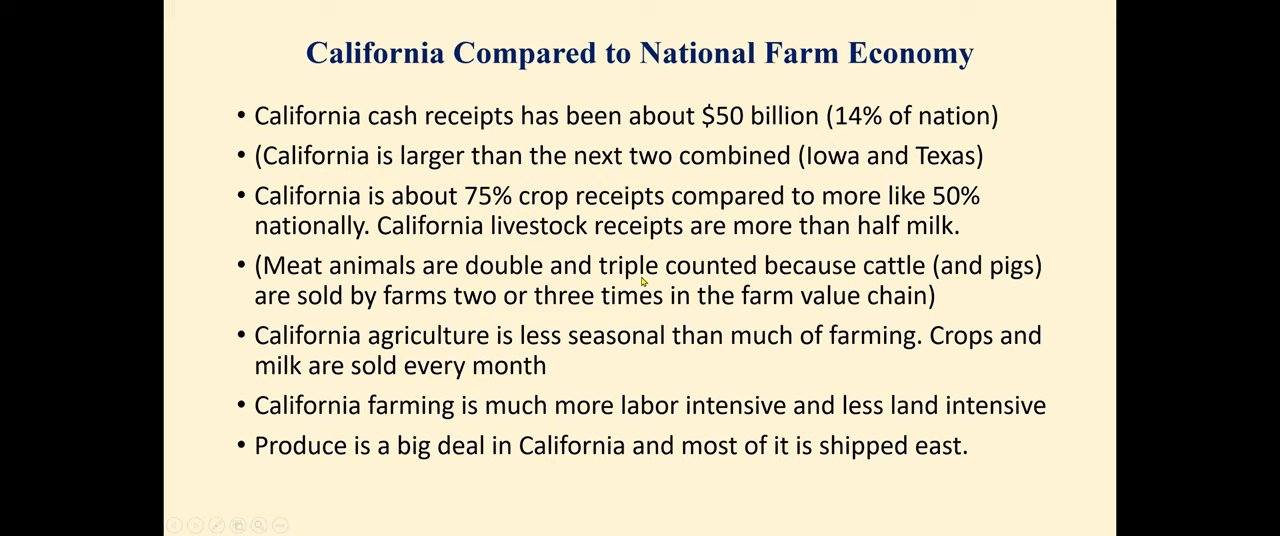 California Compared to National Farm Economy
• California cash receipts has been about $50 billion (14% of nation)
• (California is larger than the next two combined (Iowa and Texas)
• California is about 75% crop receipts compared to more like 50%
nationally. California livestock receipts are more than half milk.
• (Meat animals are double and triple counted because cattle (and pigs)
are sold by farms two or three times in the farm value chain)
• California agriculture is less seasonal than much of farming. Crops and
milk are sold every month
• California farming is much more labor intensive and less land intensive
• Produce is a big deal in California and most of it is shipped east.